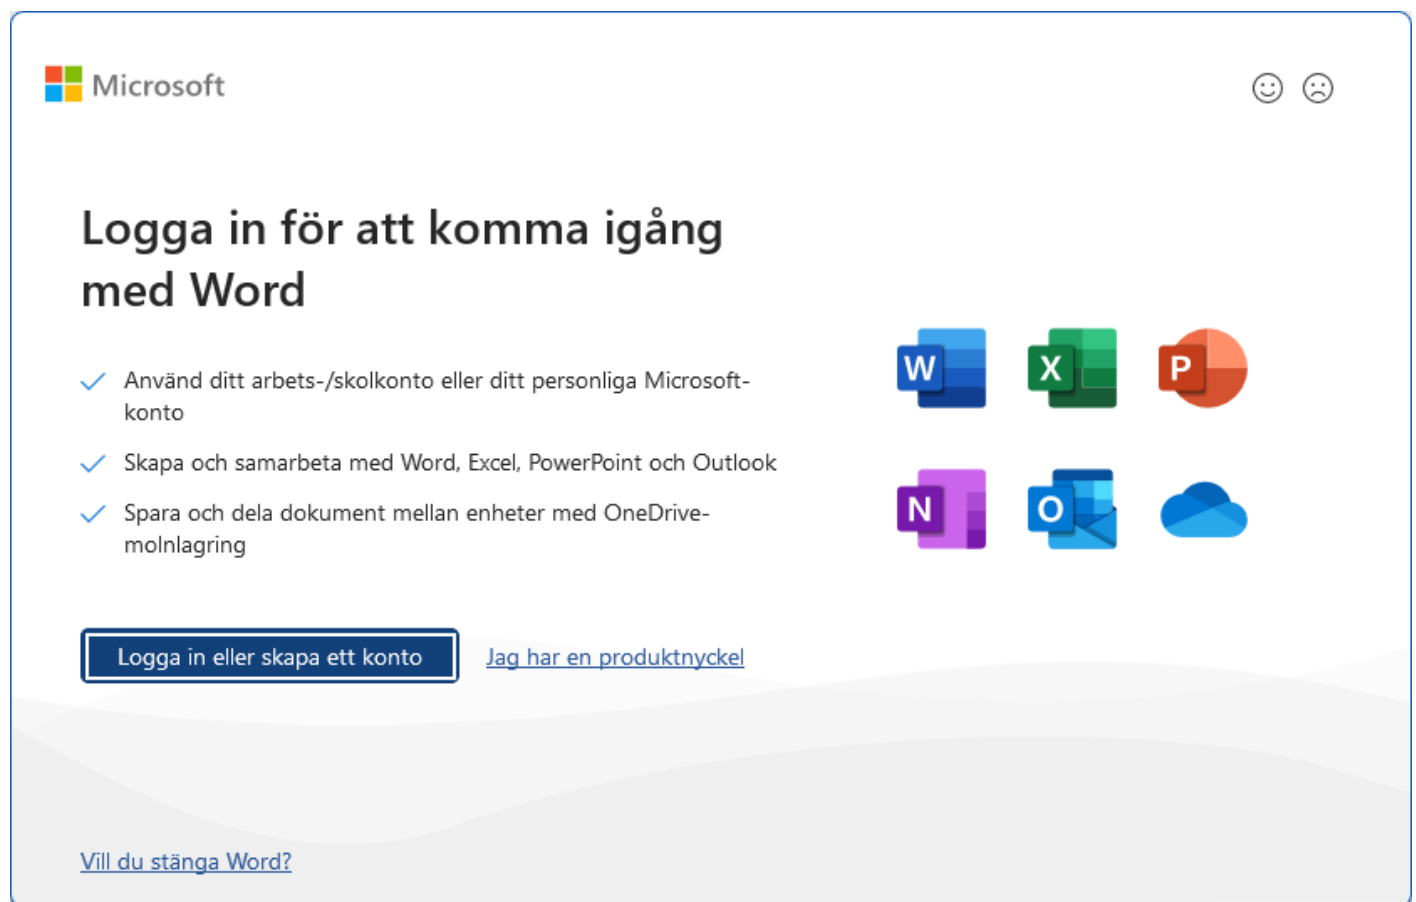 Microsoft
Logga in för att komma igång
med Word
Använd ditt arbets-/skolkonto eller ditt personliga Microsoft-
konto
Skapa och samarbeta med Word, Excel, PowerPoint och Outlook
Spara och dela dokument mellan enheter med OneDrive-
molnlagring
W
X
P
N
O
Logga in eller skapa ett konto
Jag har en produktnyckel
Vill du stänga Word?